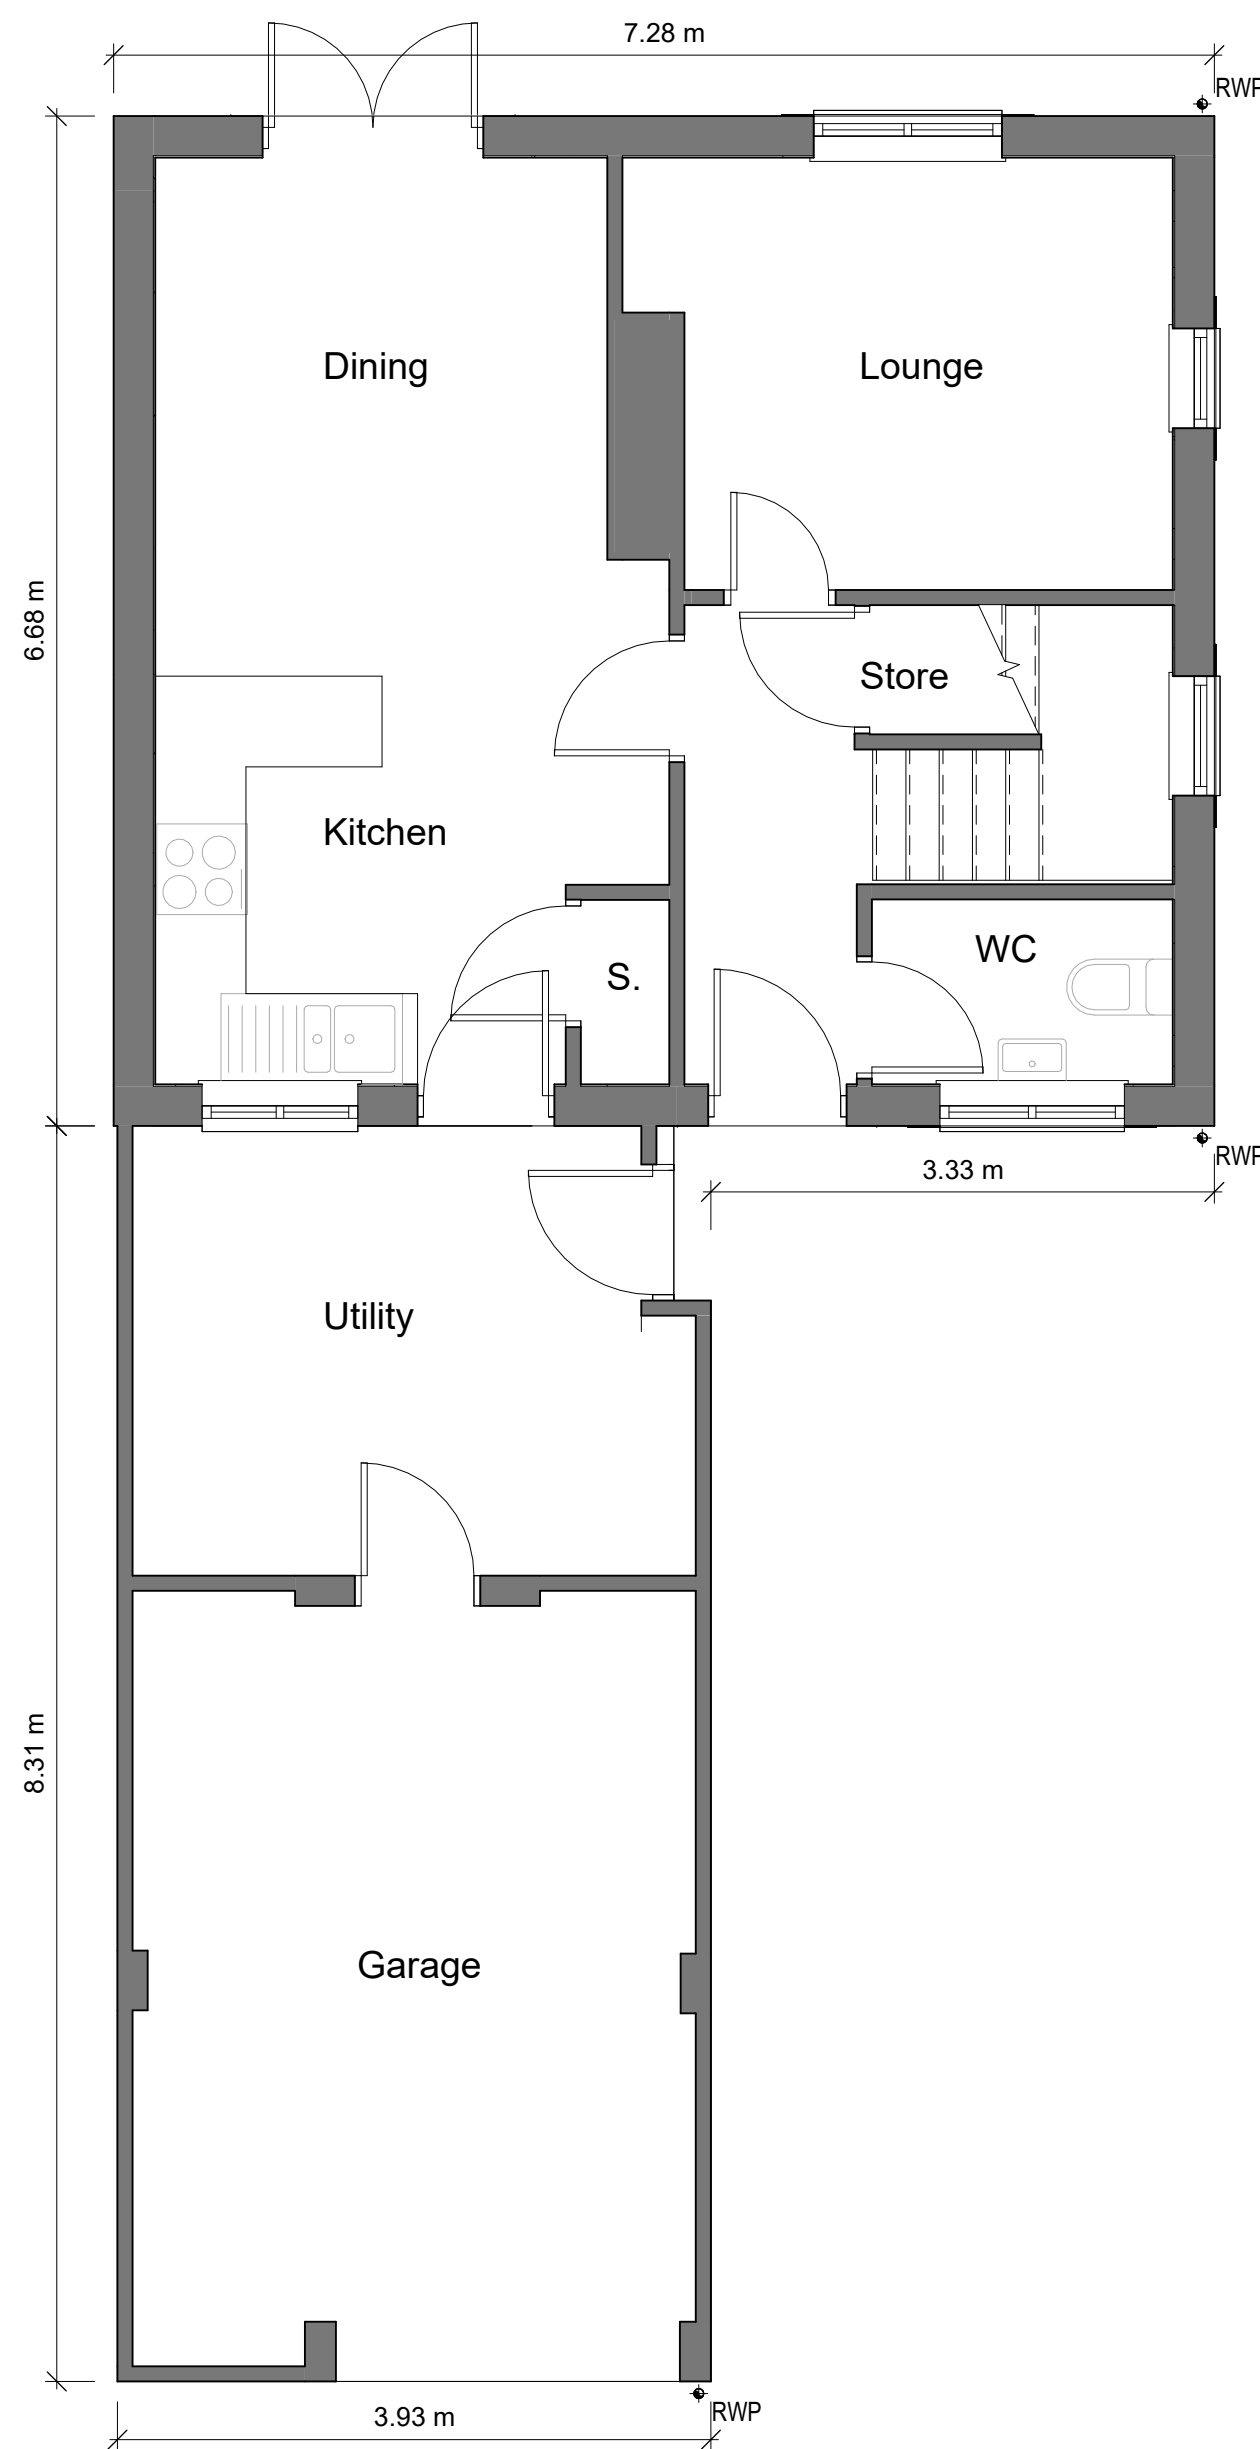 7.28 m
RWP
Dining
Lounge
6.68 m
Store
Kitchen
WC
S.
RWP
3.33 m
Utility
8.31 m
Garage
3.93 m
RWP